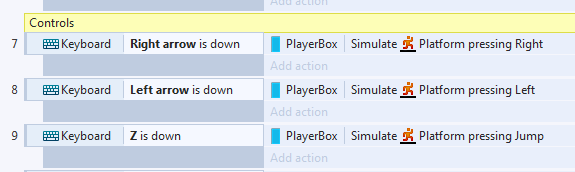 Controls
7 Keyboard Right arrow is down PlayerBox Simulate Platform pressing Right
Add action
8 Keyboard Left arrow is down PlayerBox Simulate Platform pressing Left
Add action
9 Keyboard Z is down PlayerBox Simulate Platform pressing Jump
Add action